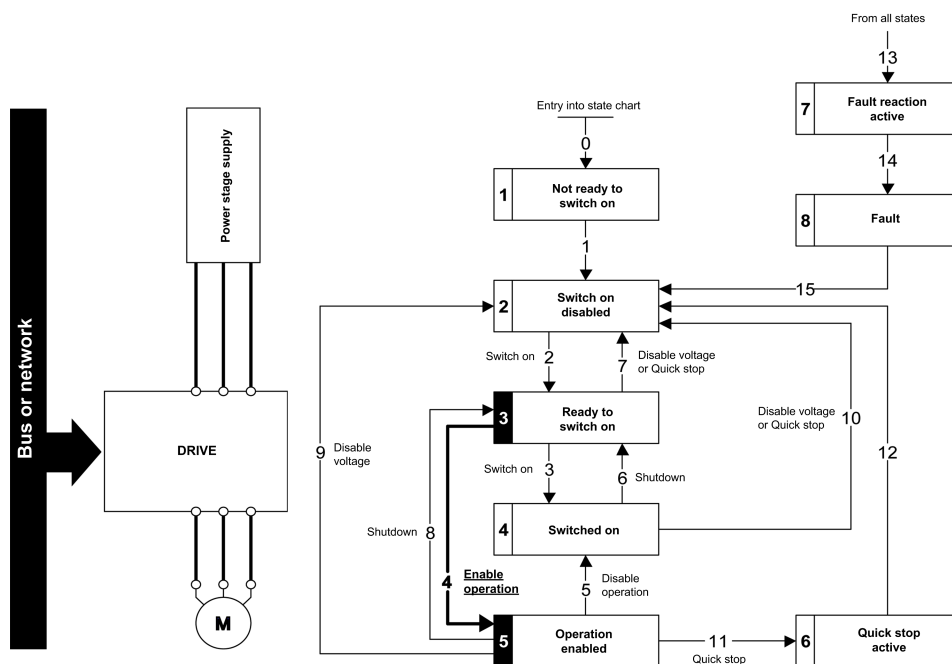 From all states
13
7
Fault reaction
active
14
8
Fault
15
Entry into state chart
0
1
Not ready to
switch on
1
2
Switch on
disabled
Switch on
2
7
Disable voltage
or Quick stop
3
Ready to
switch on
Switch on
3
6
Shutdown
4
Switched on
5
Disable
operation
5
Operation
enabled
11
Quick stop
6
Quick stop
active
12
Disable voltage
or Quick stop
10
9
Disable
voltage
Shutdown
8
4
Enable
operation
Bus or network
Power stage supply
DRIVE
M